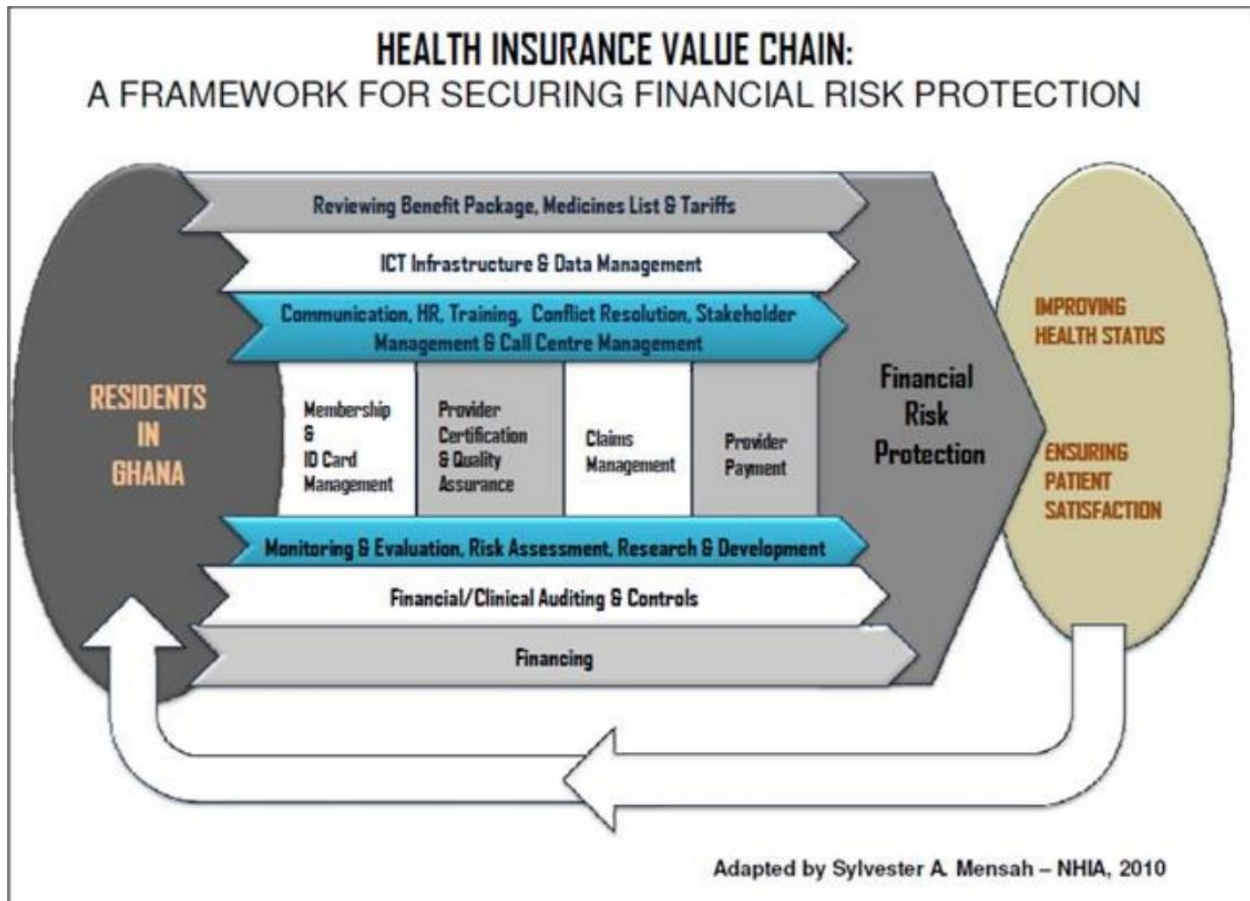 HEALTH INSURANCE VALUE CHAIN:
A FRAMEWORK FOR SECURING FINANCIAL RISK PROTECTION
Reviewing Benefit Package, Medicines List & Tariffs
ICT Infrastructure & Data Management
Communication, HR, Training, Conflict Resolution, Stakeholder
Management & Call Centre Management
RESIDENTS
IN
GHANA
Membership
&
ID Card
Management
Provider
Certification
& Quality
Assurance
Claims
Management
Provider
Payment
Financial
Risk
Protection
IMPROVING
HEALTH STATUS
ENSURING
PATIENT
SATISFACTION
Monitoring & Evaluation, Risk Assessment, Research & Development
Financial/Clinical Auditing & Controls
Financing
Adapted by Sylvester A. Mensah – NHIA, 2010